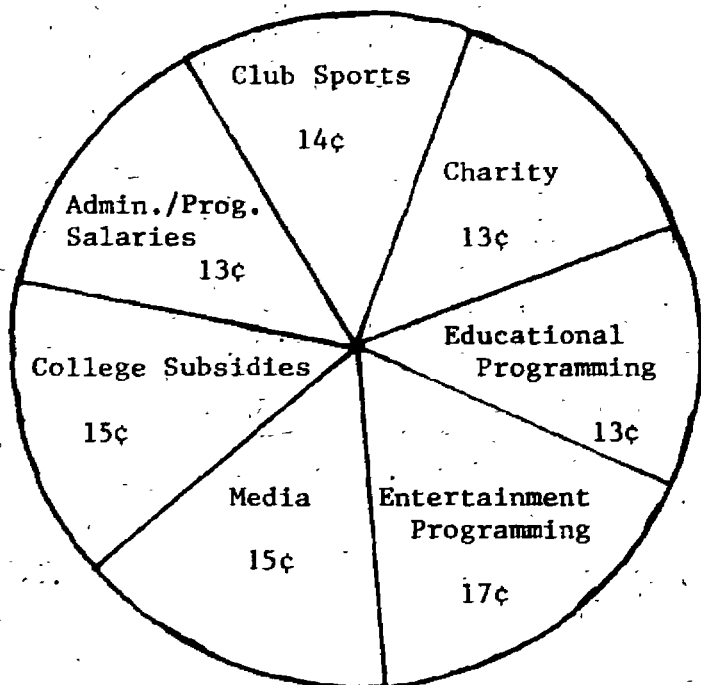 Club Sports
14¢
Charity
13¢
Educational
Programming
13¢
Entertainment
Programming
17¢
Media
15¢
College Subsidies
15¢
Admin./Prog.
Salaries
13¢